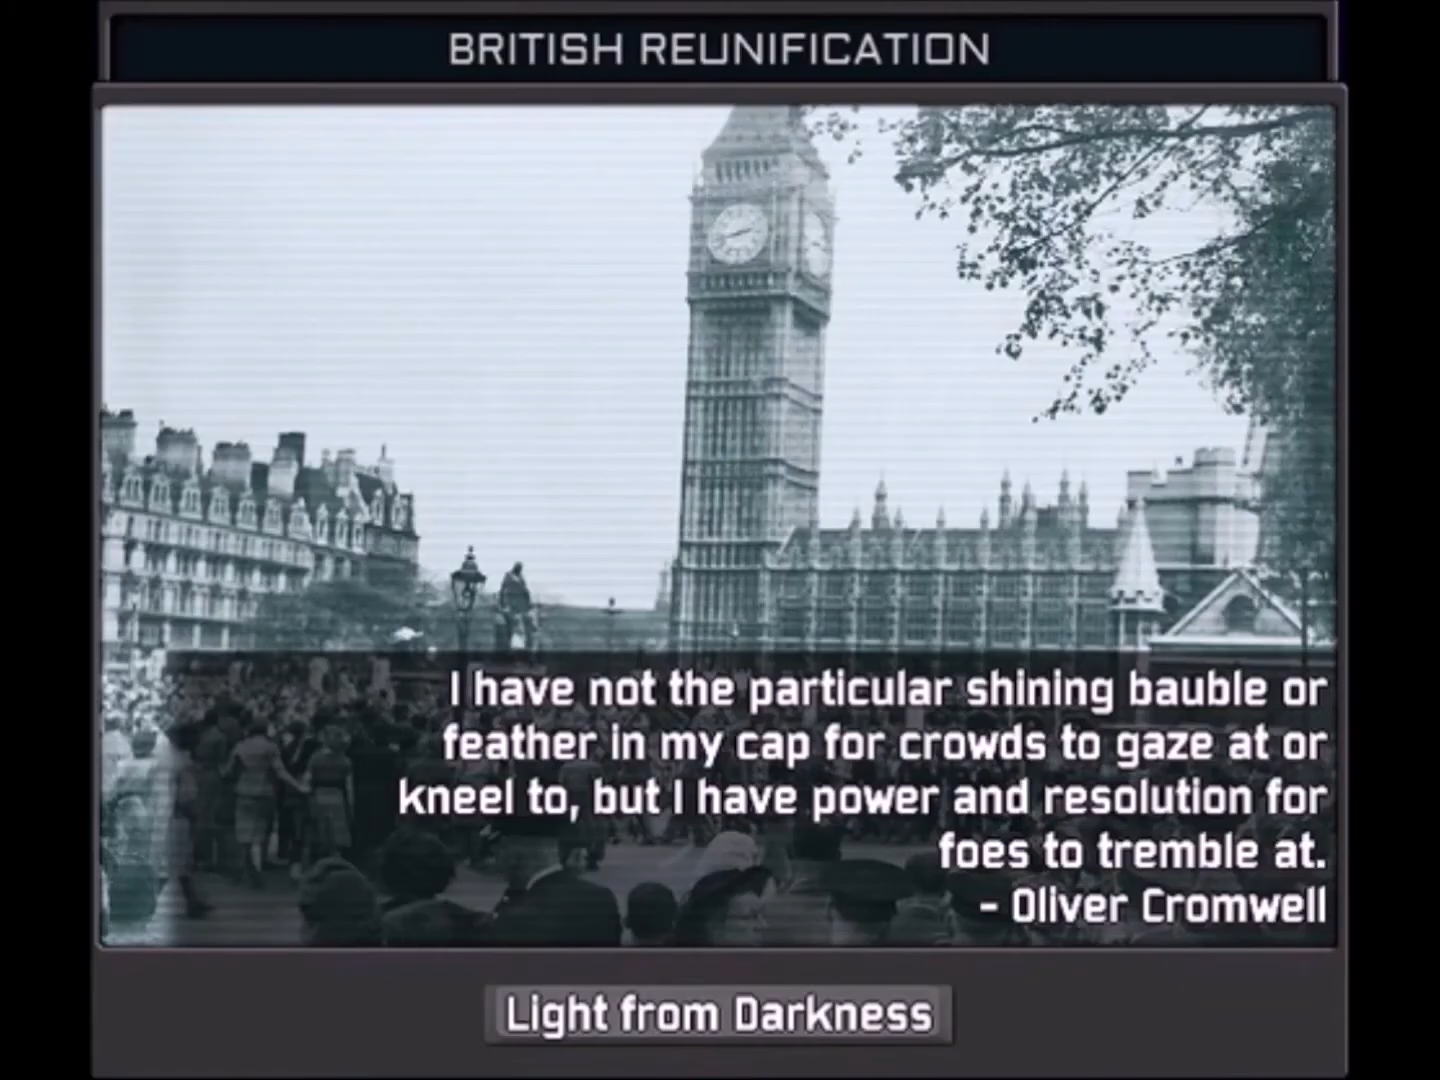 BRITISH REUNIFICATION
I have not the particular shining bauble or
feather in my cap for crowds to gaze at or
kneel to, but I have power and resolution for
foes to tremble at.
- Oliver Cromwell
Light from Darkness